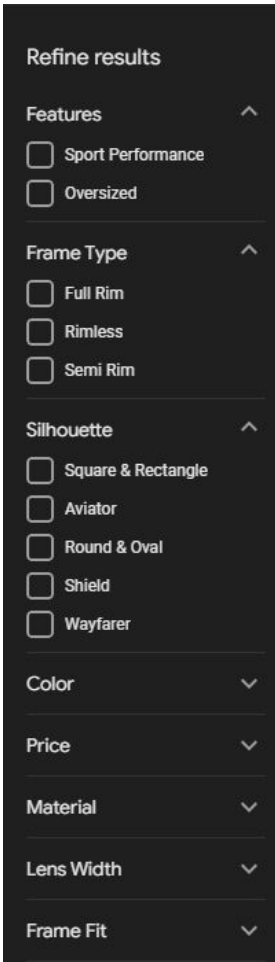 Refine results
Features
Sport Performance
Oversized
Frame Type
Full Rim
Rimless
Semi Rim
Silhouette
Square & Rectangle
Aviator
Round & Oval
Shield
Wayfarer
Color
Price
Material
Lens Width
Frame Fit